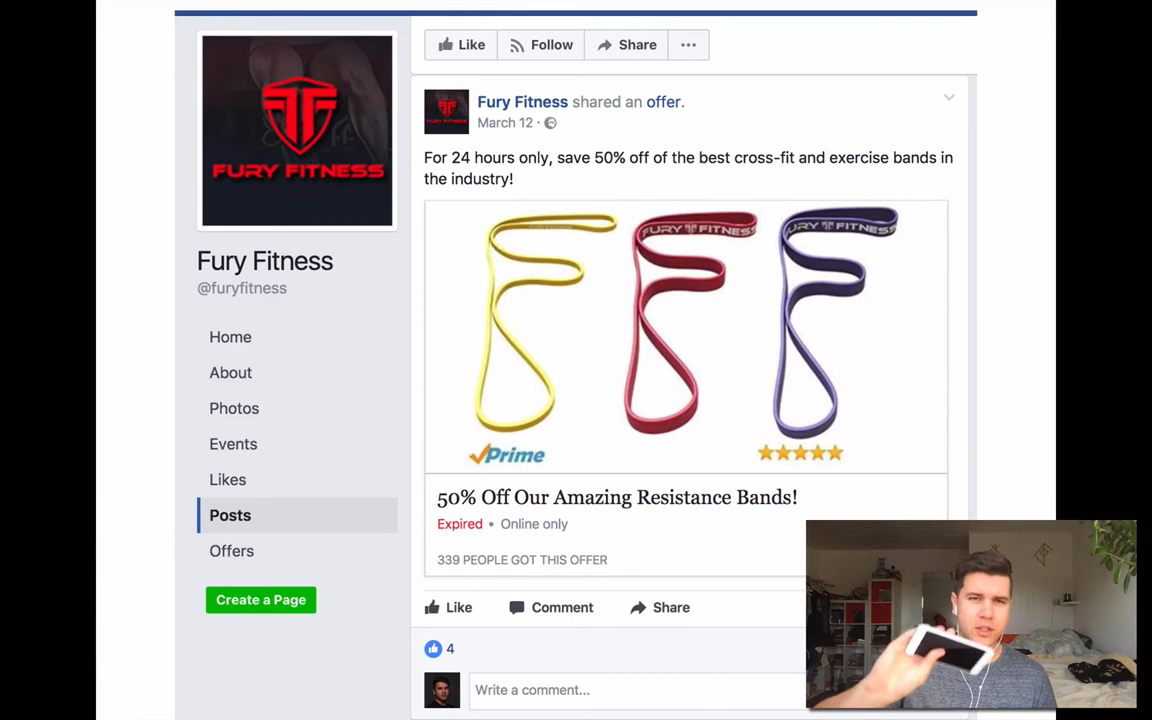 Like
Follow
Share
FURY FITNESS
Fury Fitness shared an offer.
March 12 ·
For 24 hours only, save 50% off of the best cross-fit and exercise bands in
the industry!
FURY FITNESS
FURY FITNESS
Prime
50% Off Our Amazing Resistance Bands!
Expired • Online only
339 PEOPLE GOT THIS OFFER
Like
Comment
Share
4
Write a comment...
Fury Fitness
@furyfitness
Home
About
Photos
Events
Likes
Posts
Offers
Create a Page